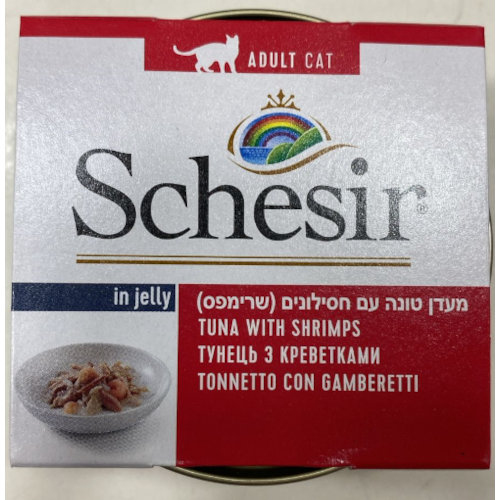 ADULT CAT
Schesir®
in jelly
מעדן טונה עם חסילונים (שרימפס)
TUNA WITH SHRIMPS
ТУНЕЦЬ З КРЕВЕТКАМИ
TONNETTO CON GAMBERETTI